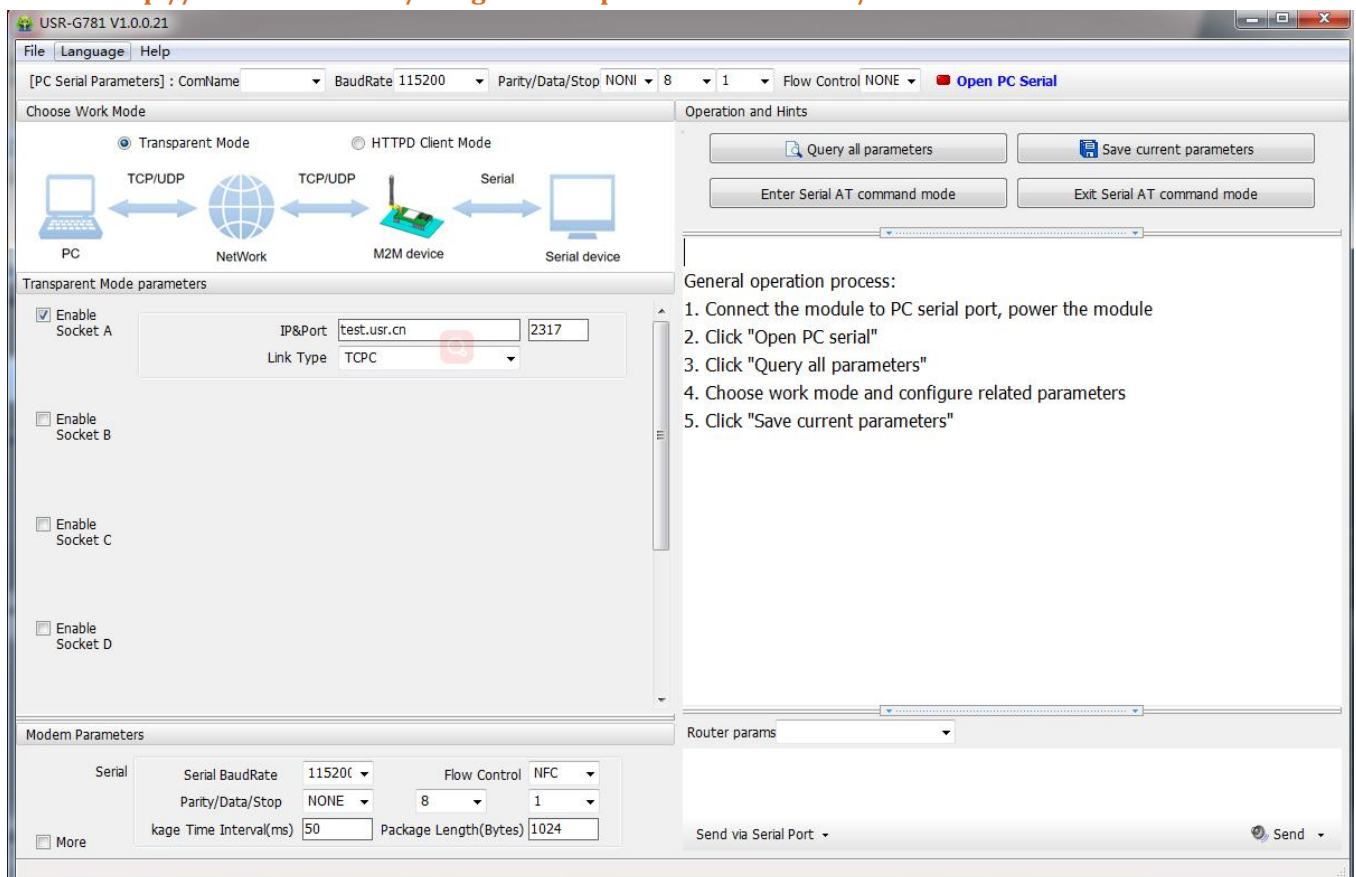 USR-G781 V1.0.0.21
File Language Help
[PC Serial Parameters] : ComName BaudRate 115200 Parity/Data/Stop NONI 8 1 Flow Control NONE Open PC Serial
Choose Work Mode
Transparent Mode HTTPD Client Mode
TCP/UDP TCP/UDP Serial
PC NetWork M2M device Serial device
Transparent Mode parameters
Enable
Socket A
IP&Port test.usr.cn 2317
Link Type TCPC
Enable
Socket B
Enable
Socket C
Enable
Socket D
Modem Parameters
Serial Serial BaudRate 11520( Flow Control NFC
Parity/Data/Stop NONE 8 1
kage Time Interval(ms) 50 Package Length(Bytes) 1024
More
Operation and Hints
Query all parameters Save current parameters
Enter Serial AT command mode Exit Serial AT command mode
General operation process:
1. Connect the module to PC serial port, power the module
2. Click "Open PC serial"
3. Click "Query all parameters"
4. Choose work mode and configure related parameters
5. Click "Save current parameters"
Router params
Send via Serial Port Send